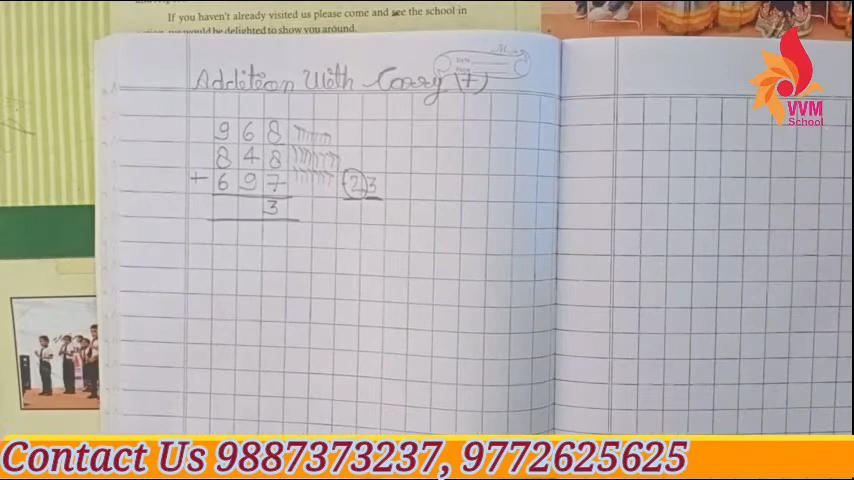 If you haven't already visited us please come and see the school in
we would be delighted to show you around.
Addition With Carry (+)
Date
Page
VVM
School
9 6 8
8 4 8
+ 6 9 7 23
3
Contact Us 9887373237, 9772625625